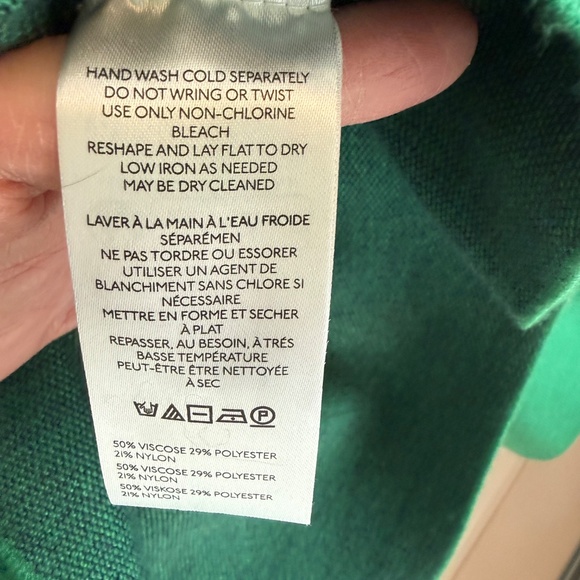 HAND WASH COLD SEPARATELY
DO NOT WRING OR TWIST
USE ONLY NON-CHLORINE
BLEACH
RESHAPE AND LAY FLAT TO DRY
LOW IRON AS NEEDED
MAY BE DRY CLEANED
LAVER À LA MAIN À L'EAU FROIDE
SÉPARÉMEN
NE PAS TORDRE OU ESSORER
UTILISER UN AGENT DE
BLANCHIMENT SANS CHLORE SI
NÉCESSAIRE
METTRE EN FORME ET SECHER
À PLAT
REPASSER, AU BESOIN, À TRÉS
BASSE TEMPÉRATURE
PEUT-ÊTRE ÊTRE NETTOYÉE
À SEC
P
50% VISCOSE 29% POLYESTER
21% NYLON
50% VISCOSE 29% POLYESTER
21% NYLON
50% VISKOSE 29% POLYESTER
21% NYLON